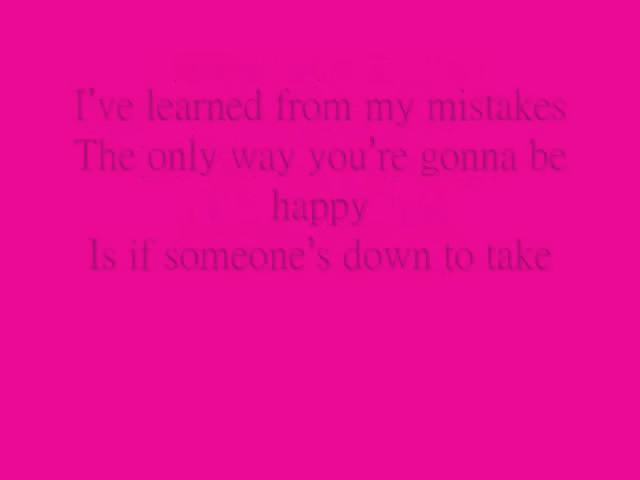 I've learned from my mistakes
The only way you're gonna be
happy
Is if someone's down to take